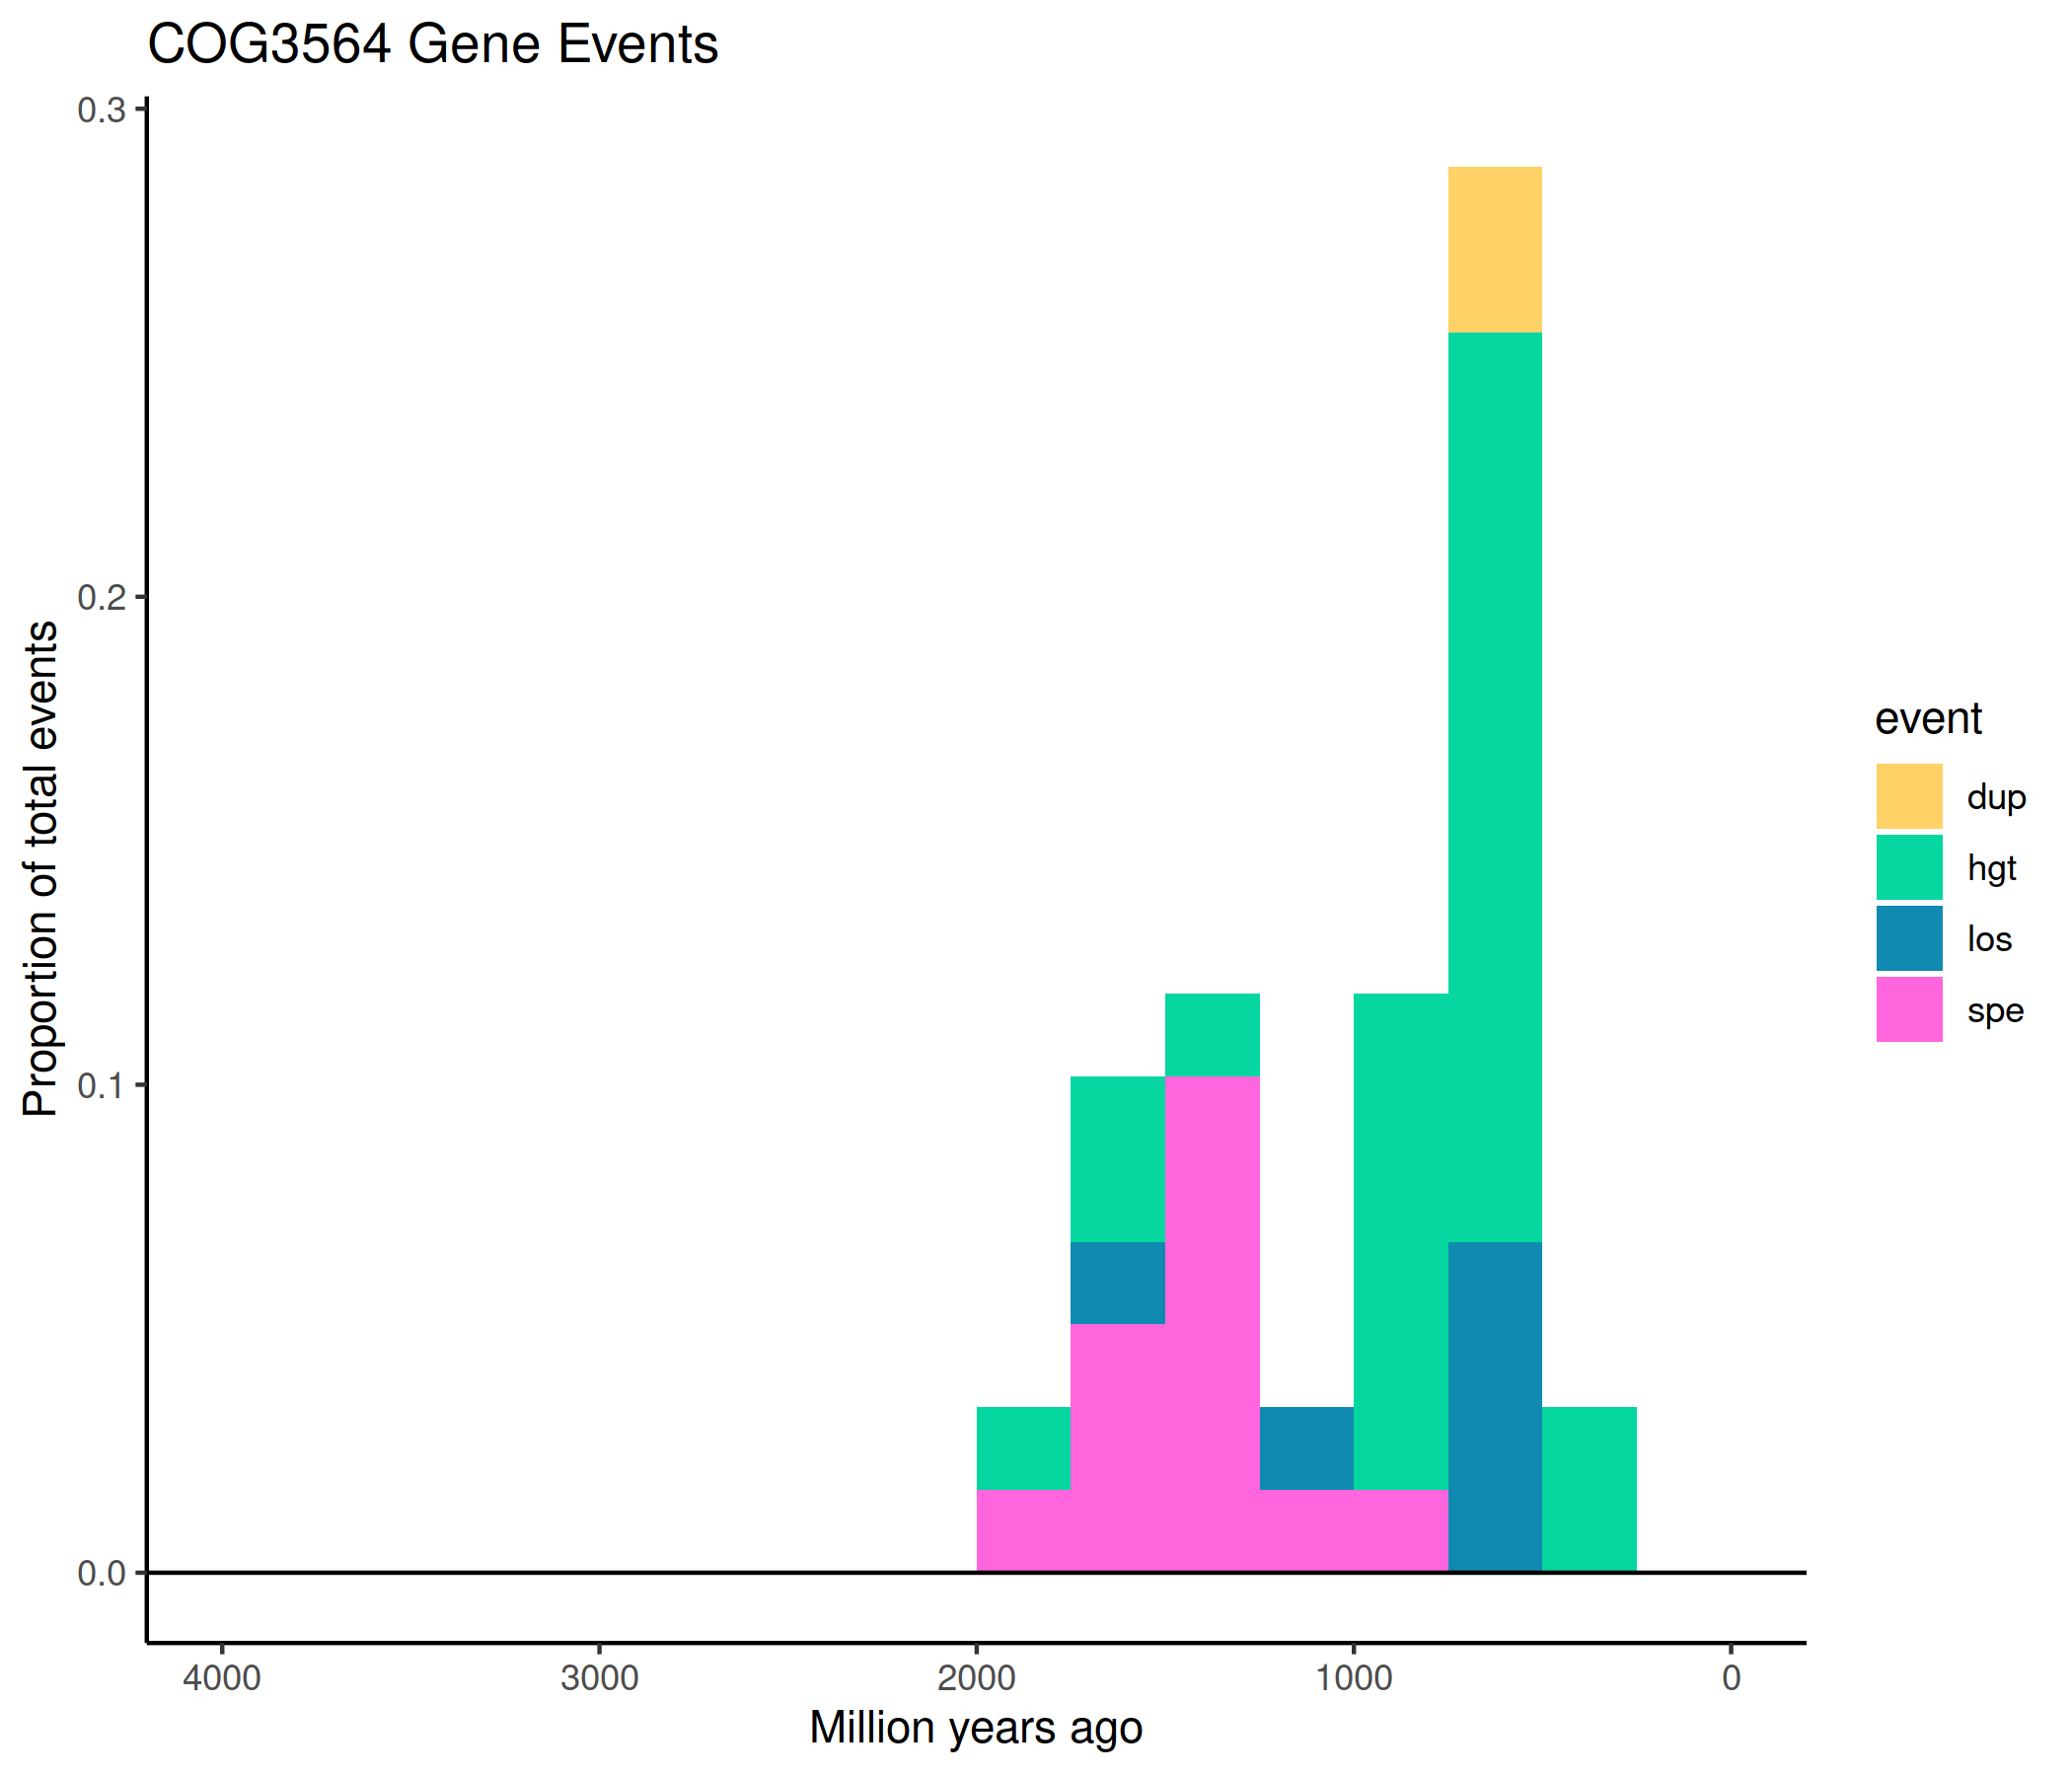 COG3564 Gene Events
0.3
0.2
0.1
0.0
Proportion of total events
4000 3000 2000 1000 0
Million years ago
event
dup
hgt
los
spe